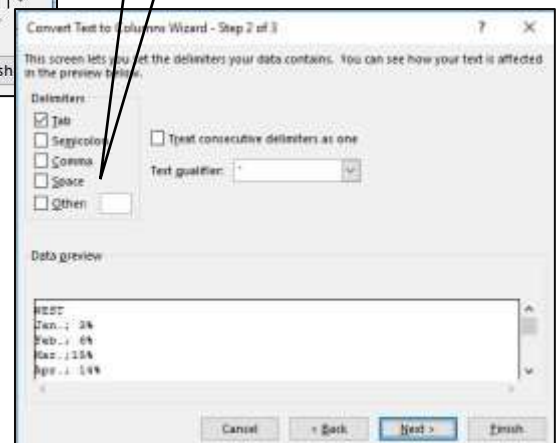 sh
Convert Text to Columns Wizard - Step 2 of 3 ? ×
This screen lets you set the delimiters your data contains. You can see how your text is affected
in the preview below.
Delimiters
Tab
Semicolon
Comma
Space
Other:
Treat consecutive delimiters as one
Text qualifier:
Data preview
WEST
Jan.; 3%
Feb.; 6%
Mar.;15%
Apr.; 14%
Cancel < Back Next > Finish